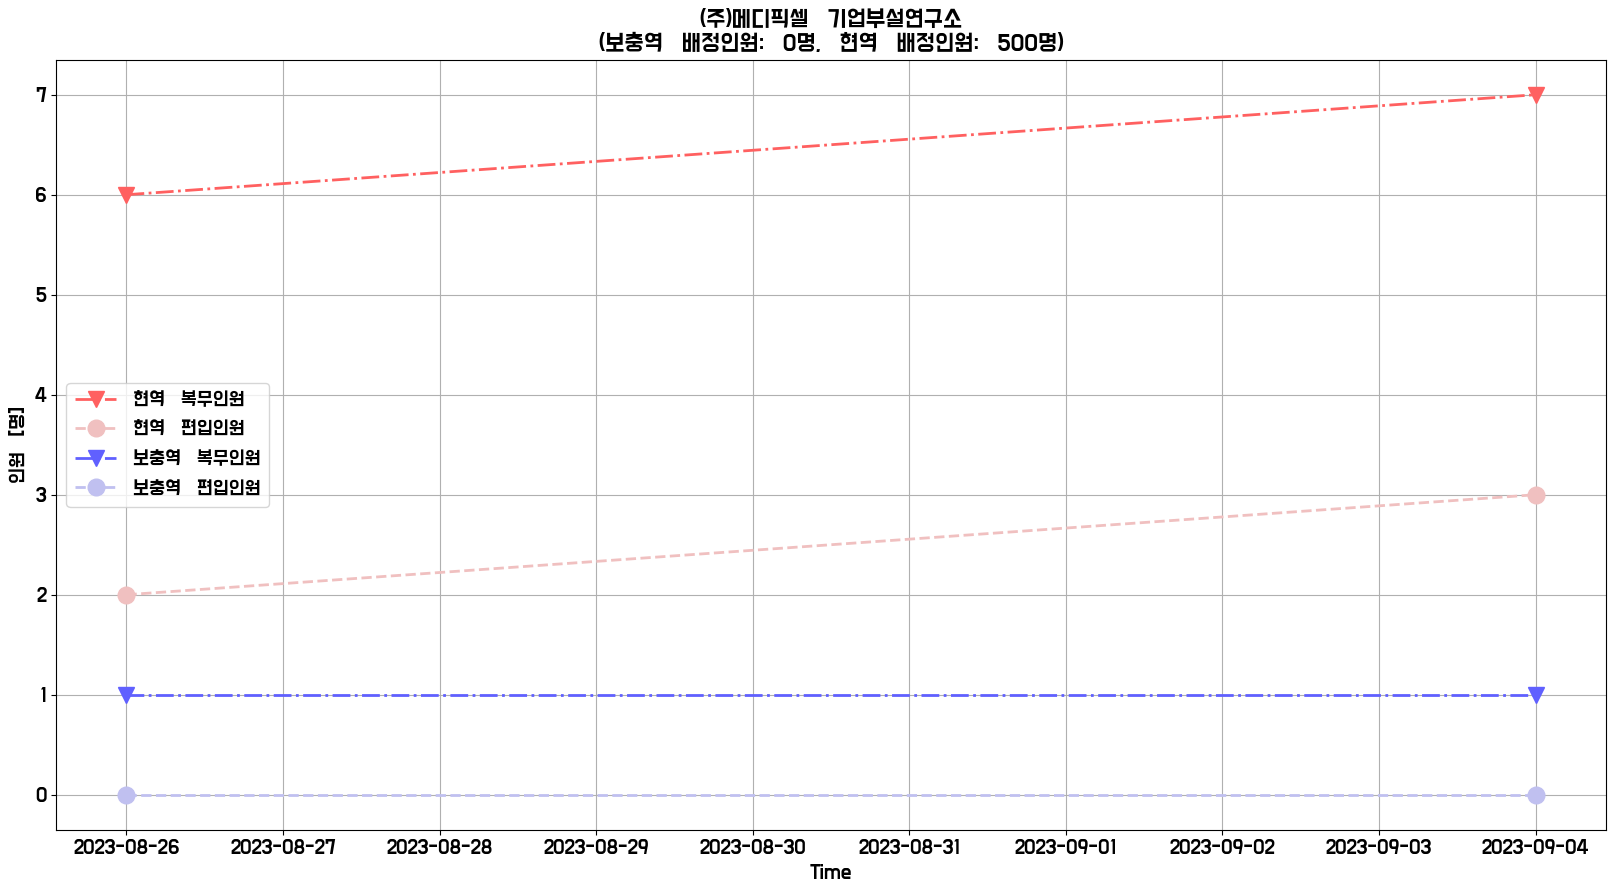 (주)메디픽셀 기업부설연구소
(보충역 배정인원: 0명, 현역 배정인원: 500명)
7
6
5
4
3
2
1
0
인원 [명]
현역 복무인원
현역 편입인원
보충역 복무인원
보충역 편입인원
2023-08-26 2023-08-27 2023-08-28 2023-08-29 2023-08-30 2023-08-31 2023-09-01 2023-09-02 2023-09-03 2023-09-04
Time